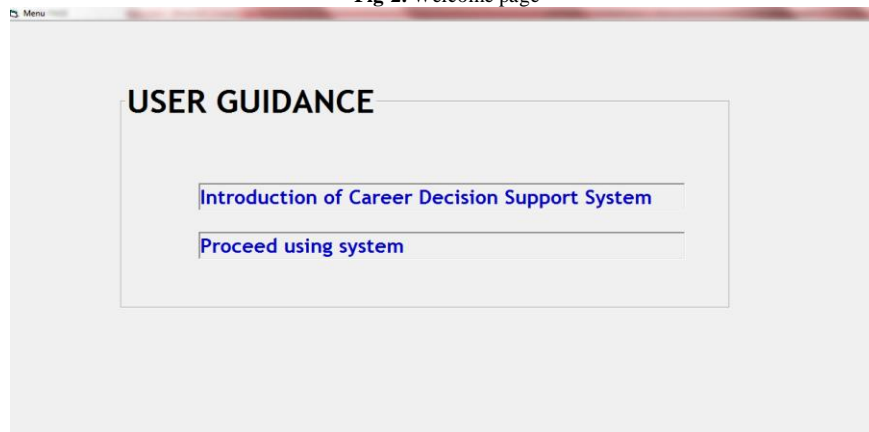 Fig 2. Welcome page
Menu
USER GUIDANCE
Introduction of Career Decision Support System
Proceed using system